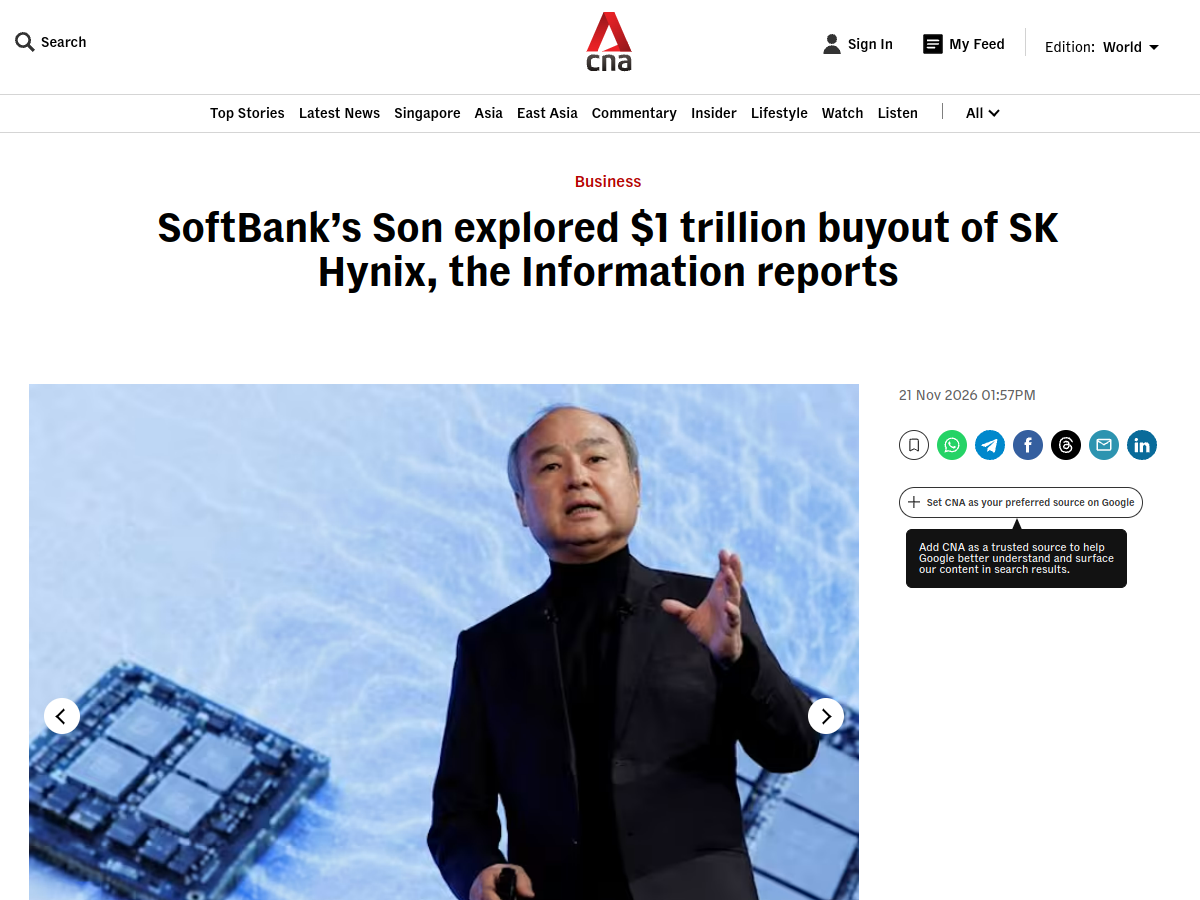 Search
cna
Sign In
My Feed
Edition: World
Top Stories Latest News Singapore Asia East Asia Commentary Insider Lifestyle Watch Listen All
Business
SoftBank’s Son explored $1 trillion buyout of SK
Hynix, the Information reports
21 Nov 2026 01:57PM
f
in
Set CNA as your preferred source on Google
Add CNA as a trusted source to help
Google better understand and surface
our content in search results.